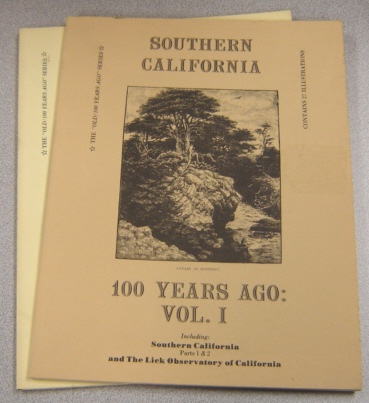 SOUTHERN
CALIFORNIA
☆ THE "OLD 100 YEARS AGO" SERIES ☆
CONTAINS 27 ILLUSTRATIONS
100 YEARS AGO:
VOL. I
Including:
Southern California
Parts 1 & 2
and The Lick Observatory of California
☆ THE "OLD 100 YEARS AGO" SERIES ☆